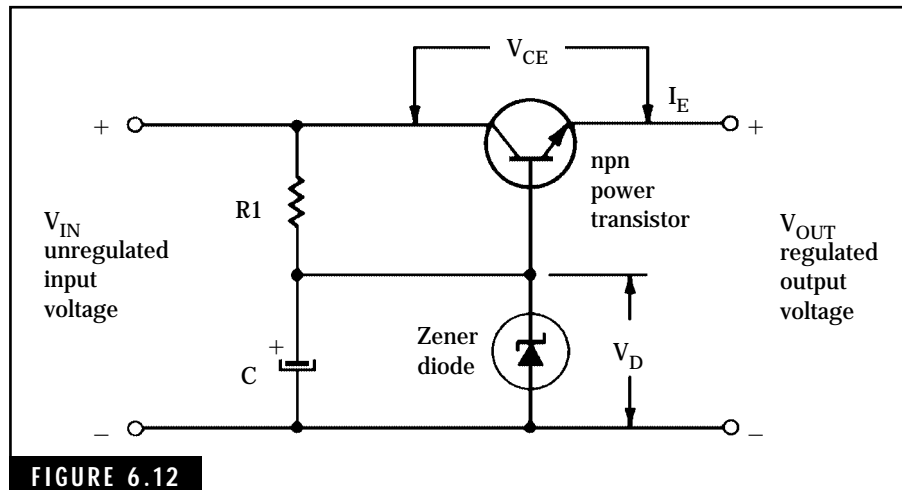 V_CE
I_E
+
+
npn
power
transistor
R1
V_IN
unregulated
input
voltage
V_OUT
regulated
output
voltage
Zener
diode
V_D
+
C
–
–
FIGURE 6.12